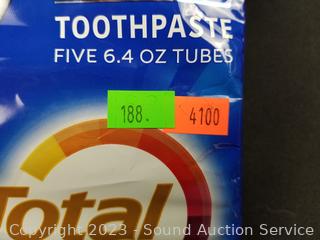 TOOTHPASTE
FIVE 6.4 OZ TUBES
188. 4100
Total
Copyright 2023 - Sound Auction Service